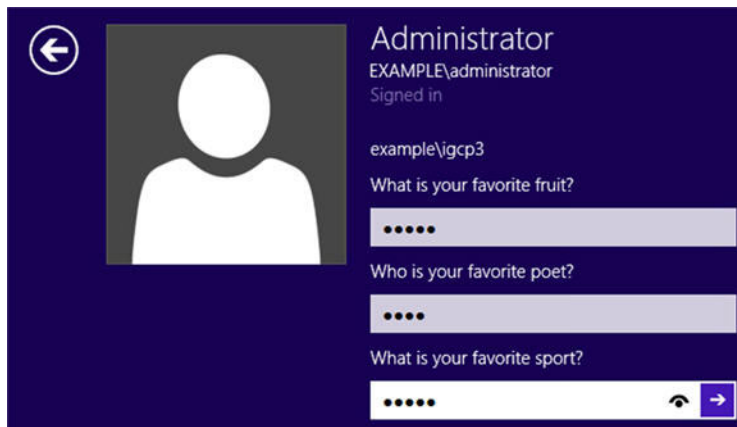 Administrator
EXAMPLE\administrator
Signed in
example\igcp3
What is your favorite fruit?
•••••
Who is your favorite poet?
••••
What is your favorite sport?
•••••